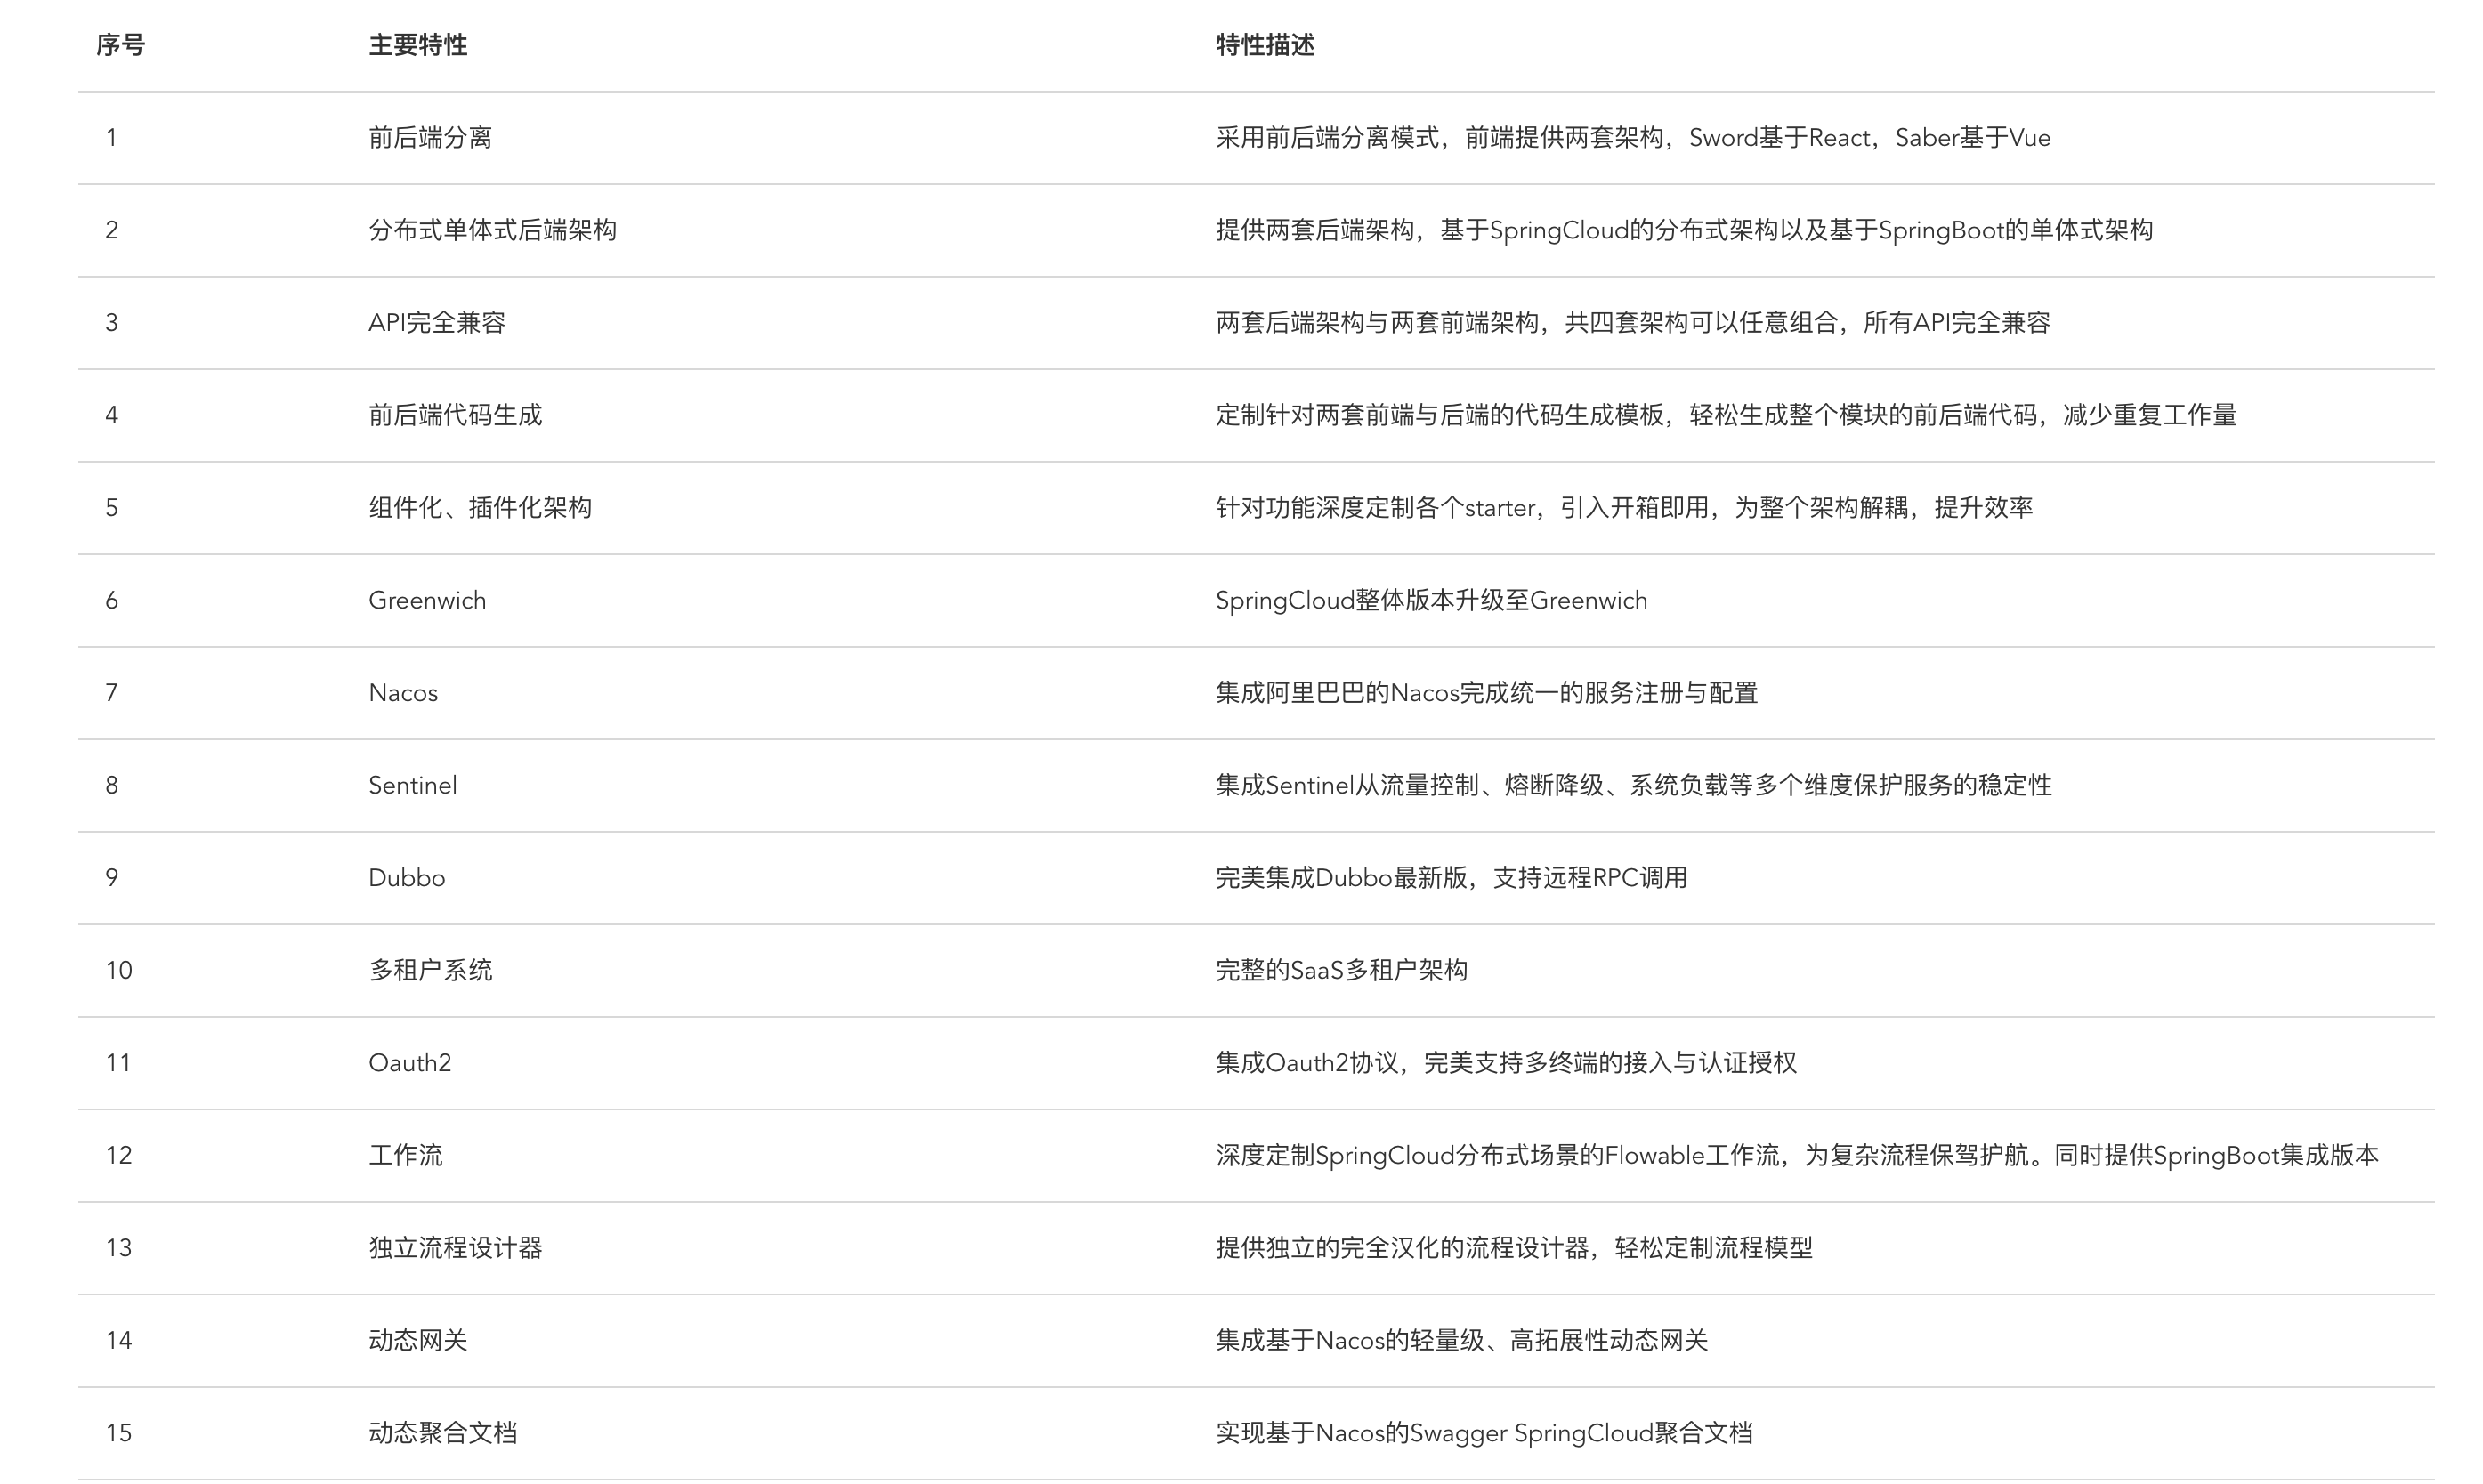 序号 主要特性 特性描述
1 前后端分离 采用前后端分离模式，前端提供两套架构，Sword基于React，Saber基于Vue
2 分布式单体式后端架构 提供两套后端架构，基于SpringCloud的分布式架构以及基于SpringBoot的单体式架构
3 API完全兼容 两套后端架构与两套前端架构，共四套架构可以任意组合，所有API完全兼容
4 前后端代码生成 定制针对两套前端与后端的代码生成模板，轻松生成整个模块的前后端代码，减少重复工作量
5 组件化、插件化架构 针对功能深度定制各个starter，引入开箱即用，为整个架构解耦，提升效率
6 Greenwich SpringCloud整体版本升级至Greenwich
7 Nacos 集成阿里巴巴的Nacos完成统一的服务注册与配置
8 Sentinel 集成Sentinel从流量控制、熔断降级、系统负载等多个维度保护服务的稳定性
9 Dubbo 完美集成Dubbo最新版，支持远程RPC调用
10 多租户系统 完整的SaaS多租户架构
11 Oauth2 集成Oauth2协议，完美支持多终端的接入与认证授权
12 工作流 深度定制SpringCloud分布式场景的Flowable工作流，为复杂流程保驾护航。同时提供SpringBoot集成版本
13 独立流程设计器 提供独立的完全汉化的流程设计器，轻松定制流程模型
14 动态网关 集成基于Nacos的轻量级、高拓展性动态网关
15 动态聚合文档 实现基于Nacos的Swagger SpringCloud聚合文档